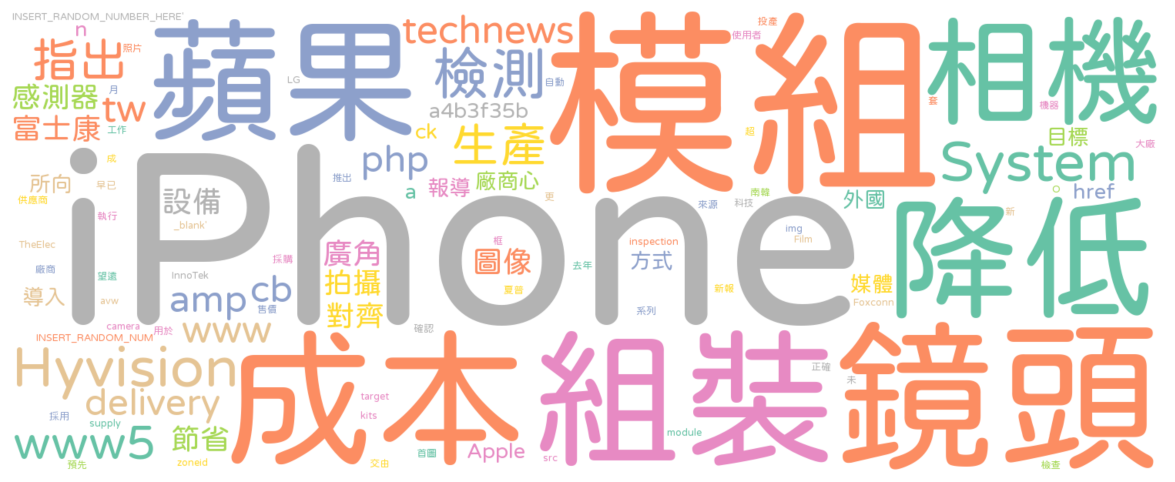 INSERT_RANDOM_NUMBER_HERE'
n
指出
照片
蘋果
technews
模組
投產
使用者
相機
感測器
月
tw
LG
檢測
自動
a4b3f35b
套
機器
富士康
工作
ck
生產
超
目標
大廠
iPhone
成
php
System
所向
早已
推出
a
報導
廠商心
供應商
設備
更
雨聲
科技
外國
href
執行
_blank'
來源
新
降低
TheElec
框
inspection
img
Film
廣角
圖像
方式
廠商
望遠
InnoTek
採購
去年
導入
avw
amp
cb
拍攝
夏普
新報
媒體
Foxconn
售價
對齊
系列
camera
用於
www
確認
INSERT_RANDOM_NUM
Hyvision
成本
組裝
鏡頭
正確
未
delivery
target
採用
supply
kits
www5
節省
module
預先
zoneid
交由
首圖
Apple
src
檢查